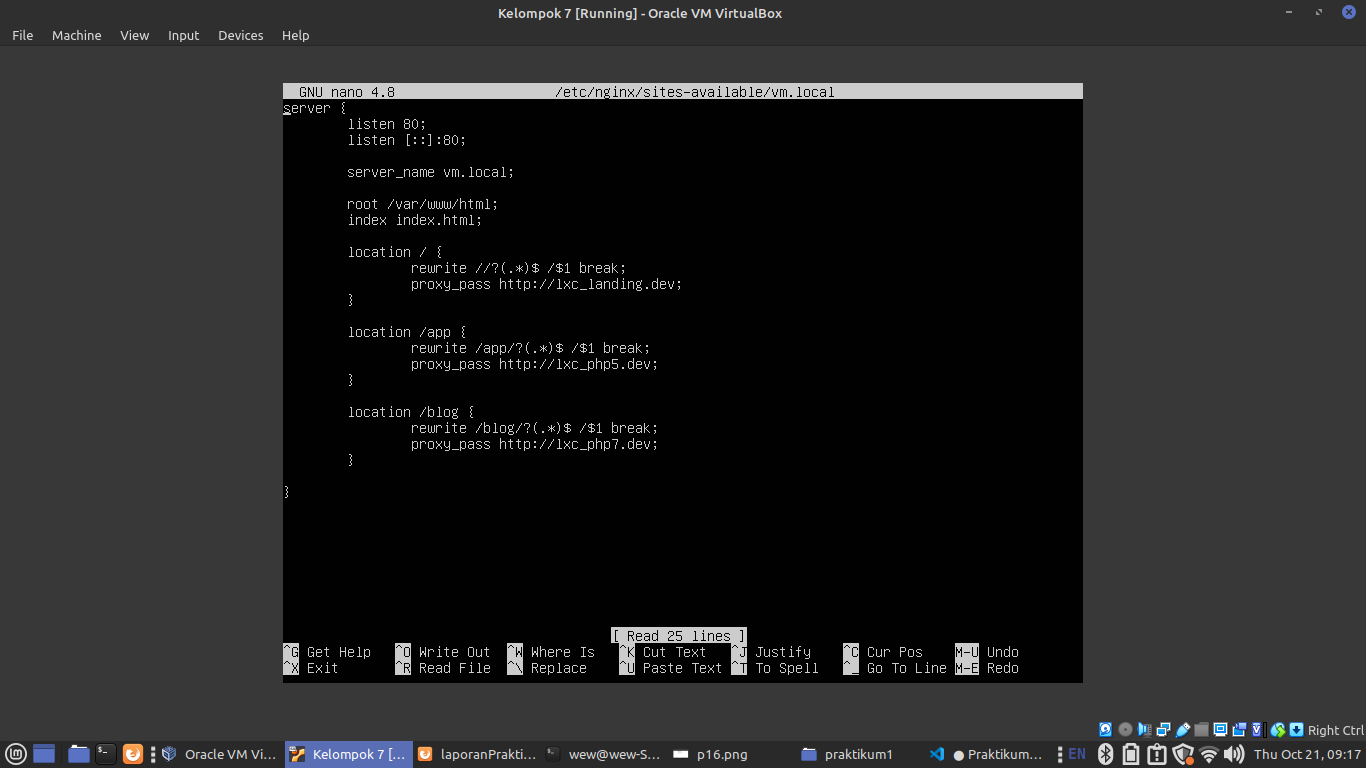 Kelompok 7 [Running] - Oracle VM VirtualBox
File Machine View Input Devices Help
GNU nano 4.8 /etc/nginx/sites-available/vm.local
server {
listen 80;
listen [::]:80;
server_name vm.local;
root /var/www/html;
index index.html;
location / {
rewrite //?(.*)$ /$1 break;
proxy_pass http://lxc_landing.dev;
}
location /app {
rewrite /app/?(.*)$ /$1 break;
proxy_pass http://lxc_php5.dev;
}
location /blog {
rewrite /blog/?(.*)$ /$1 break;
proxy_pass http://lxc_php7.dev;
}
}
[ Read 25 lines ]
^G Get Help ^O Write Out ^W Where Is ^K Cut Text ^J Justify ^C Cur Pos M-U Undo
^X Exit ^R Read File ^\ Replace ^U Paste Text ^T To Spell ^_ Go To Line M-E Redo
Right Ctrl
Oracle VM Vi... Kelompok 7 [... laporanPrakti... wew@wew-S... p16.png praktikum1 ● Praktikum... EN Thu Oct 21, 09:17